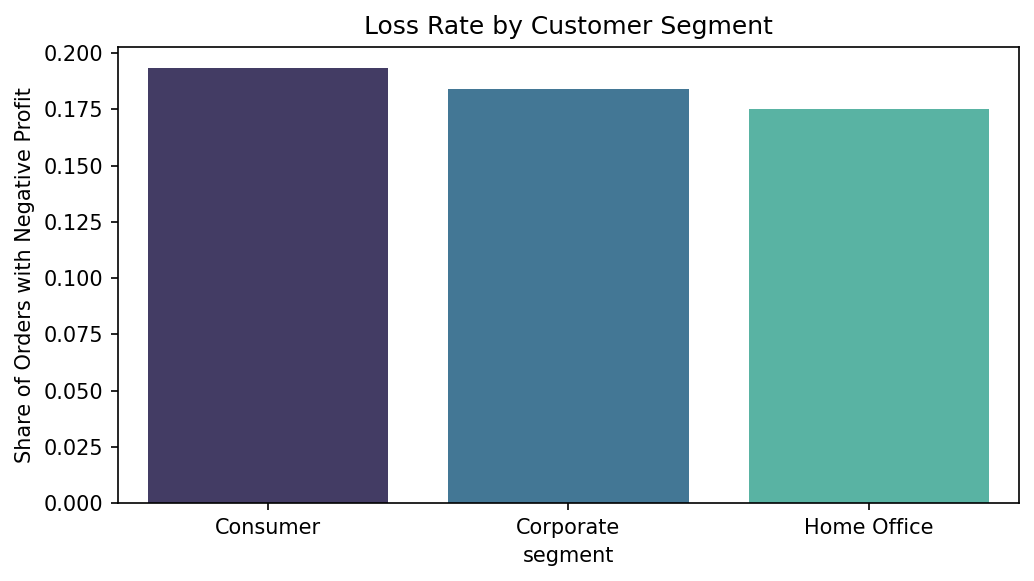 Loss Rate by Customer Segment
Share of Orders with Negative Profit
0.200
0.175
0.150
0.125
0.100
0.075
0.050
0.025
0.000
Consumer Corporate Home Office
segment